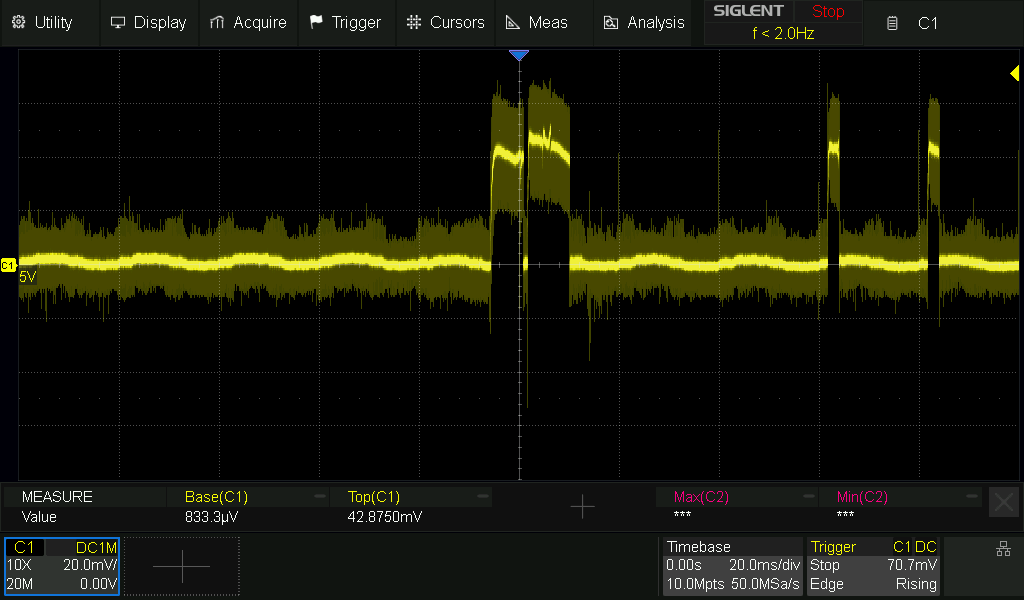 Utility Display Acquire Trigger Cursors Meas Analysis SIGLENT Stop C1
f < 2.0Hz
C1
5V
MEASURE Base(C1) Top(C1) Max(C2) Min(C2)
Value 833.3µV 42.8750mV *** ***
C1 DC1M
10X 20.0mV/
20M 0.00V
Timebase
0.00s 20.0ms/div
10.0Mpts 50.0MSa/s
Trigger C1 DC
Stop 70.7mV
Edge Rising